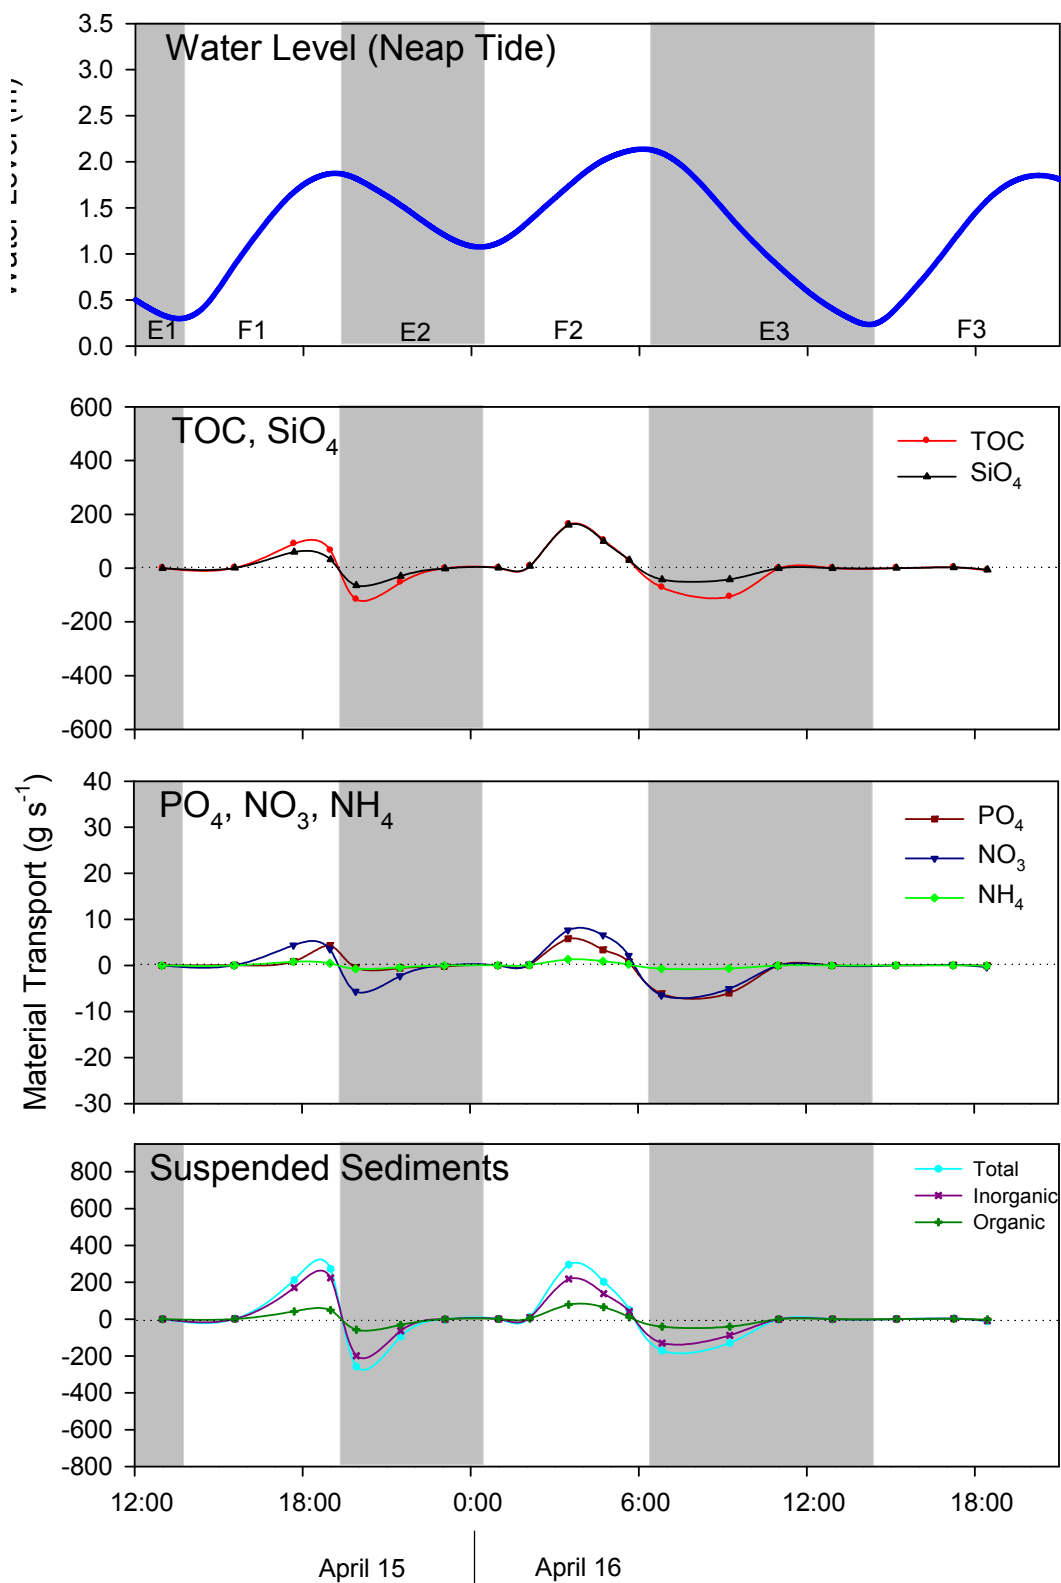 Water Level (Neap Tide)
3.5
3.0
2.5
2.0
1.5
1.0
0.5
0.0
E1
F1
E2
F2
E3
F3
TOC, SiO₄
600
400
200
0
-200
-400
-600
TOC
SiO₄
Material Transport (g s⁻¹)
PO₄, NO₃, NH₄
40
30
20
10
0
-10
-20
-30
PO₄
NO₃
NH₄
Suspended Sediments
800
600
400
200
0
-200
-400
-600
-800
Total
Inorganic
Organic
12:00 18:00 0:00 6:00 12:00 18:00
April 15 April 16